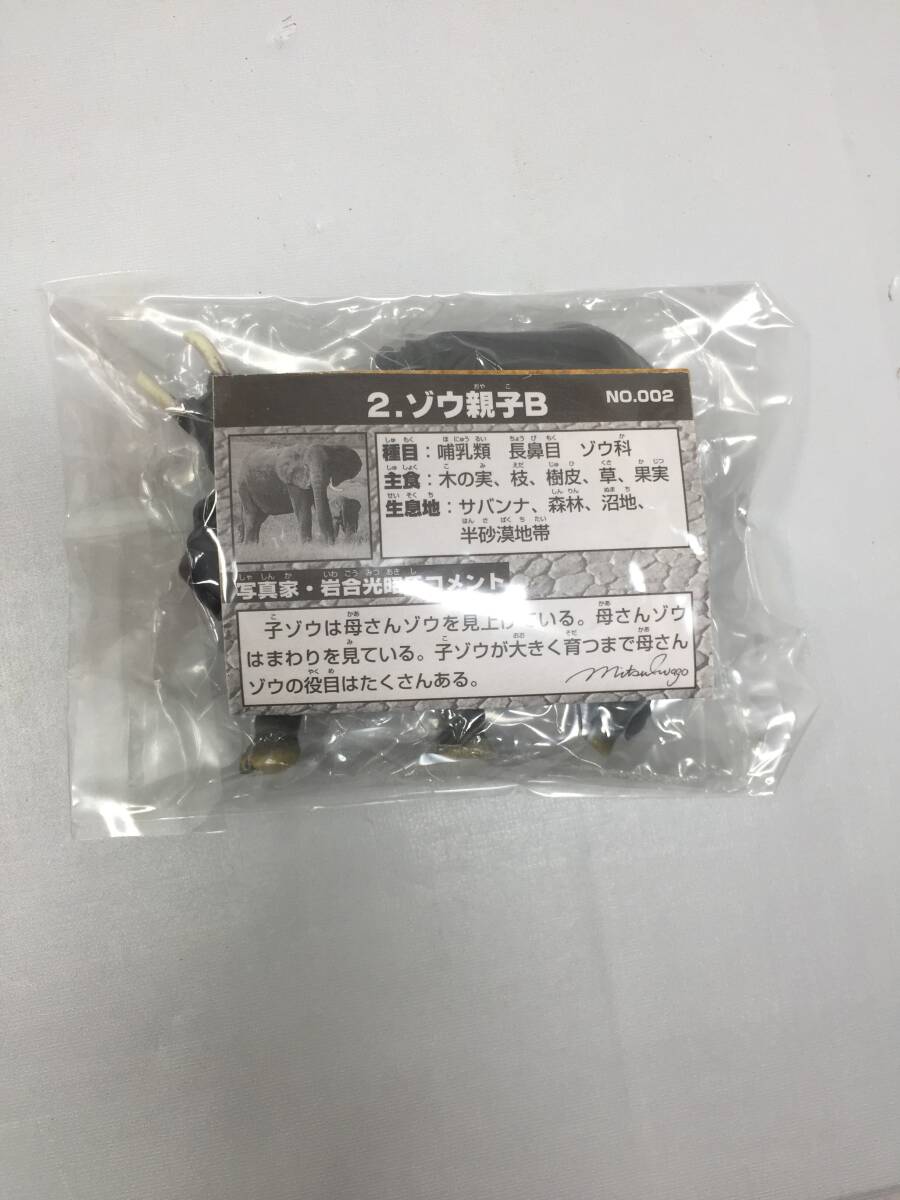 2.ゾウ親子B NO.002
種目：哺乳類 長鼻目 ゾウ科
主食：木の実、枝、樹皮、草、果実
生息地：サバンナ、森林、沼地、
半砂漠地帯
写真家・岩合光昭氏コメント
子ゾウは母さんゾウを見上げている。母さんゾウ
はまわりを見ている。子ゾウが大きく育つまで母さん
ゾウの役目はたくさんある。